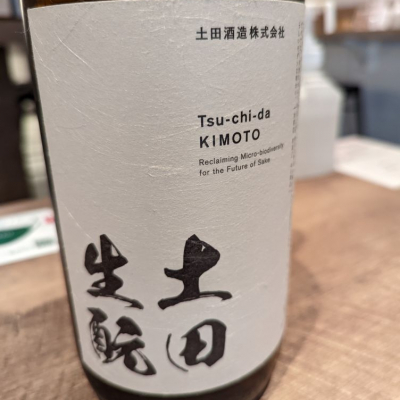 土田酒造株式会社
Tsu-chi-da
KIMOTO
Reclaiming Micro-biodiversity
for the Future of Sake
土田
生酛